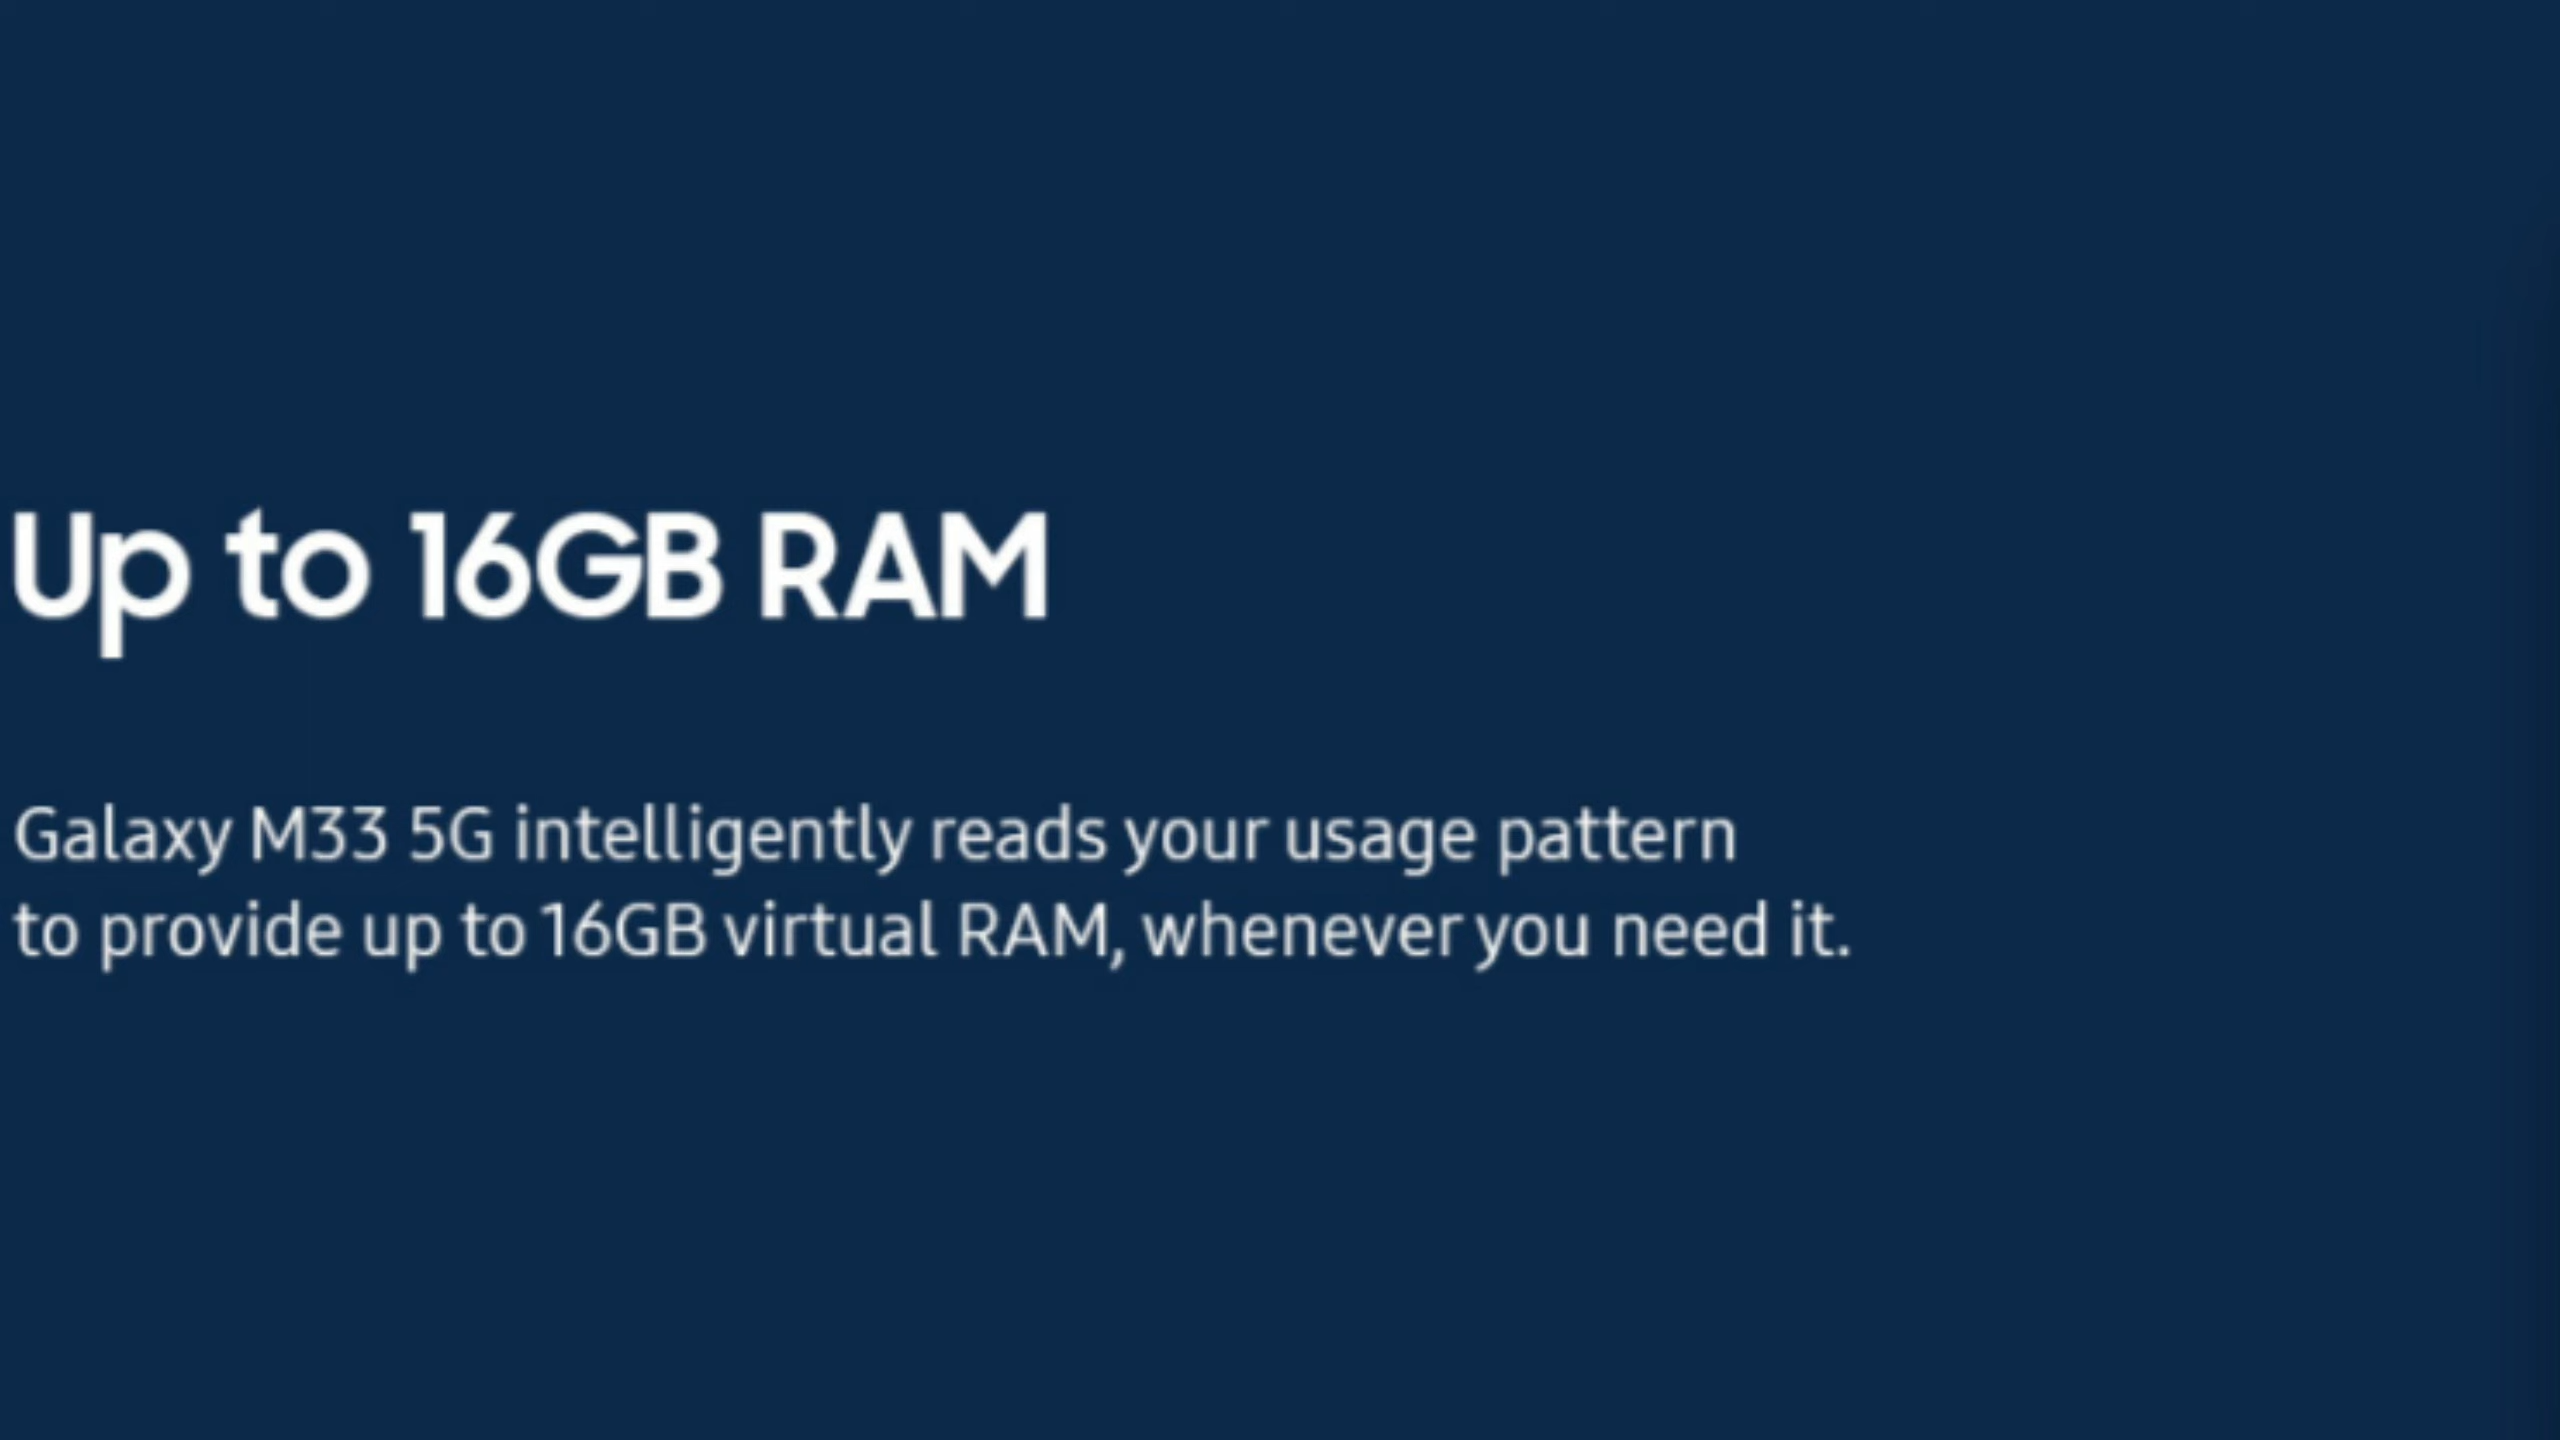 Up to 16GB RAM
Galaxy M33 5G intelligently reads your usage pattern
to provide up to 16GB virtual RAM, whenever you need it.